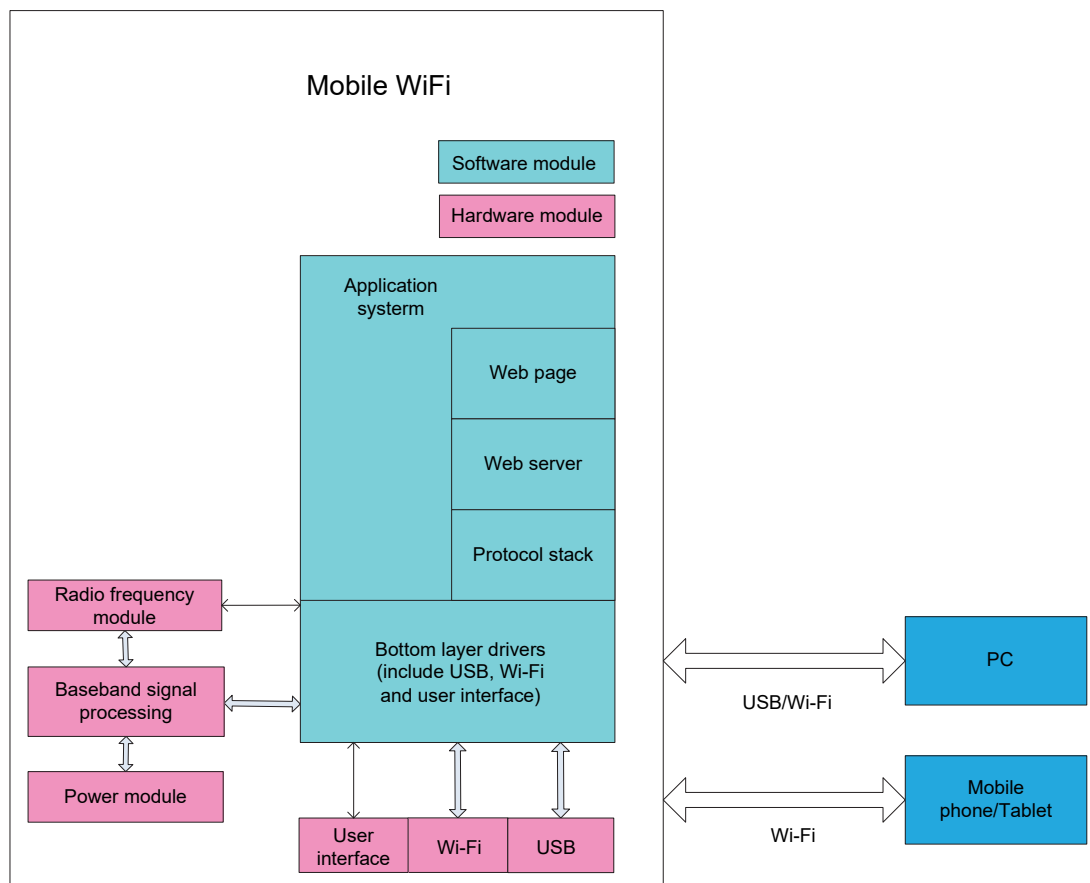 Mobile WiFi
Software module
Hardware module
Application
systerm
Web page
Web server
Protocol stack
Radio frequency
module
Bottom layer drivers
(include USB, Wi-Fi
and user interface)
Baseband signal
processing
Power module
User
interface
Wi-Fi
USB
PC
USB/Wi-Fi
Mobile
phone/Tablet
Wi-Fi